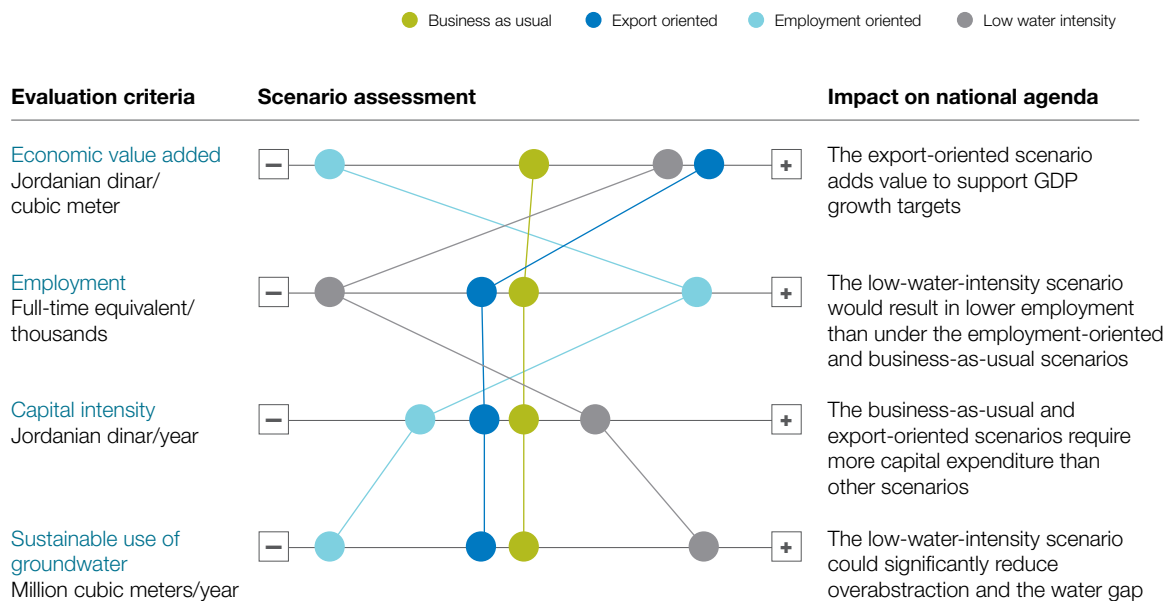 Business as usual
Export oriented
Employment oriented
Low water intensity
Evaluation criteria
Scenario assessment
Impact on national agenda
Economic value added
Jordanian dinar/
cubic meter
−
+
The export-oriented scenario
adds value to support GDP
growth targets
Employment
Full-time equivalent/
thousands
−
+
The low-water-intensity scenario
would result in lower employment
than under the employment-oriented
and business-as-usual scenarios
Capital intensity
Jordanian dinar/year
−
+
The business-as-usual and
export-oriented scenarios require
more capital expenditure than
other scenarios
Sustainable use of
groundwater
Million cubic meters/year
−
+
The low-water-intensity scenario
could significantly reduce
overabstraction and the water gap